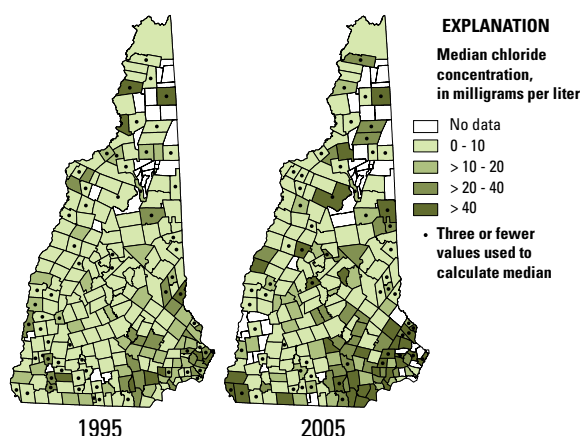 EXPLANATION
Median chloride
concentration,
in milligrams per liter
No data
0 - 10
> 10 - 20
> 20 - 40
> 40
• Three or fewer
values used to
calculate median
1995
2005